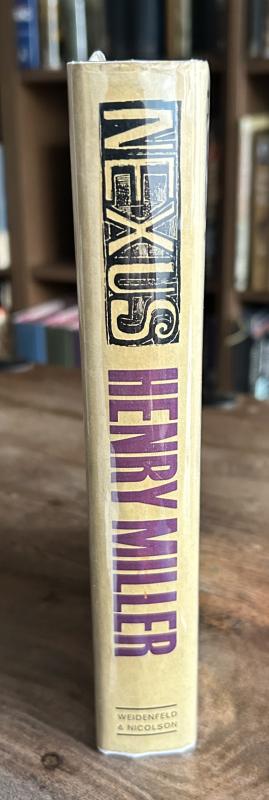 NEXUS
HENRY MILLER
WEIDENFELD
& NICOLSON